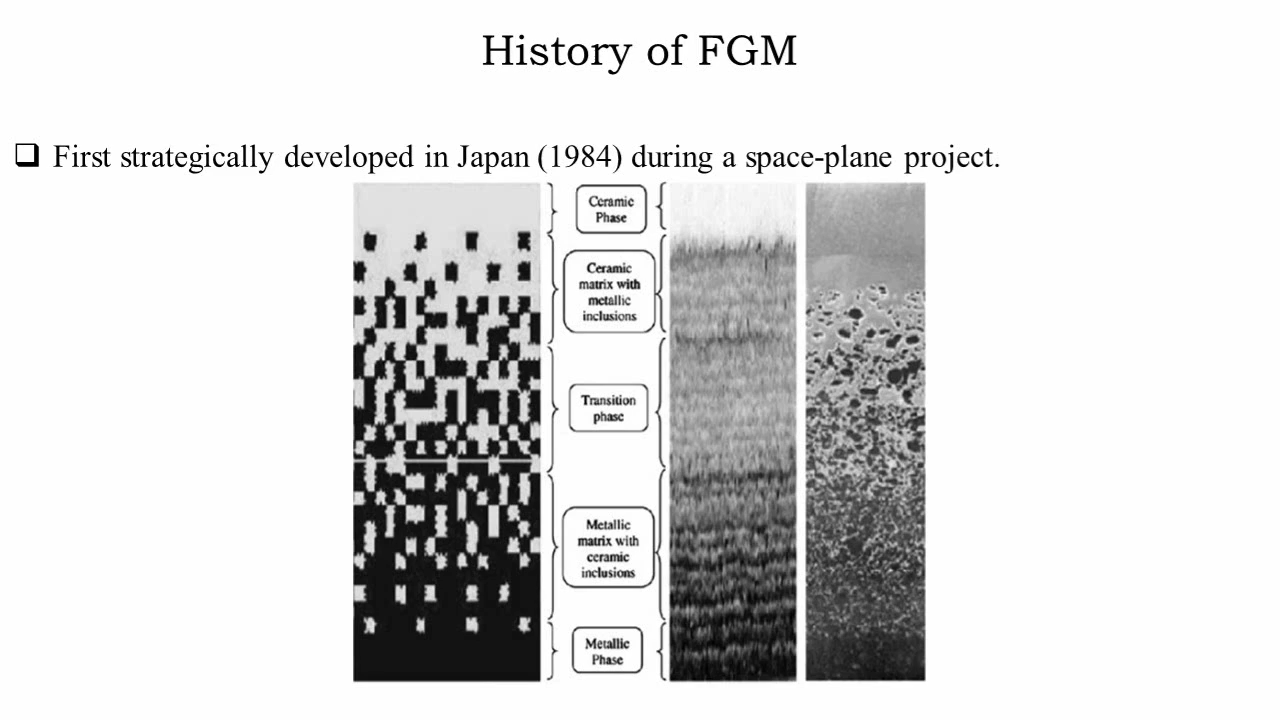 History of FGM
❑ First strategically developed in Japan (1984) during a space-plane project.
Ceramic
Phase
Ceramic
matrix with
metallic
inclusions
Transition
phase
Metallic
matrix with
ceramic
inclusions
Metallic
Phase